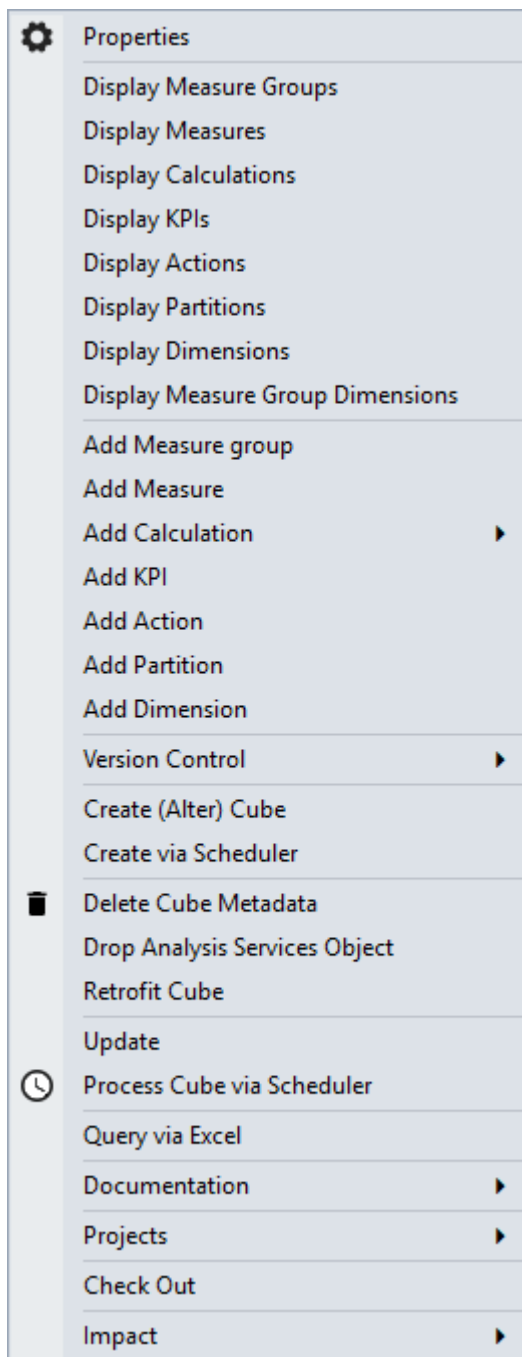 Properties
Display Measure Groups
Display Measures
Display Calculations
Display KPIs
Display Actions
Display Partitions
Display Dimensions
Display Measure Group Dimensions
Add Measure group
Add Measure
Add Calculation
Add KPI
Add Action
Add Partition
Add Dimension
Version Control
Create (Alter) Cube
Create via Scheduler
Delete Cube Metadata
Drop Analysis Services Object
Retrofit Cube
Update
Process Cube via Scheduler
Query via Excel
Documentation
Projects
Check Out
Impact